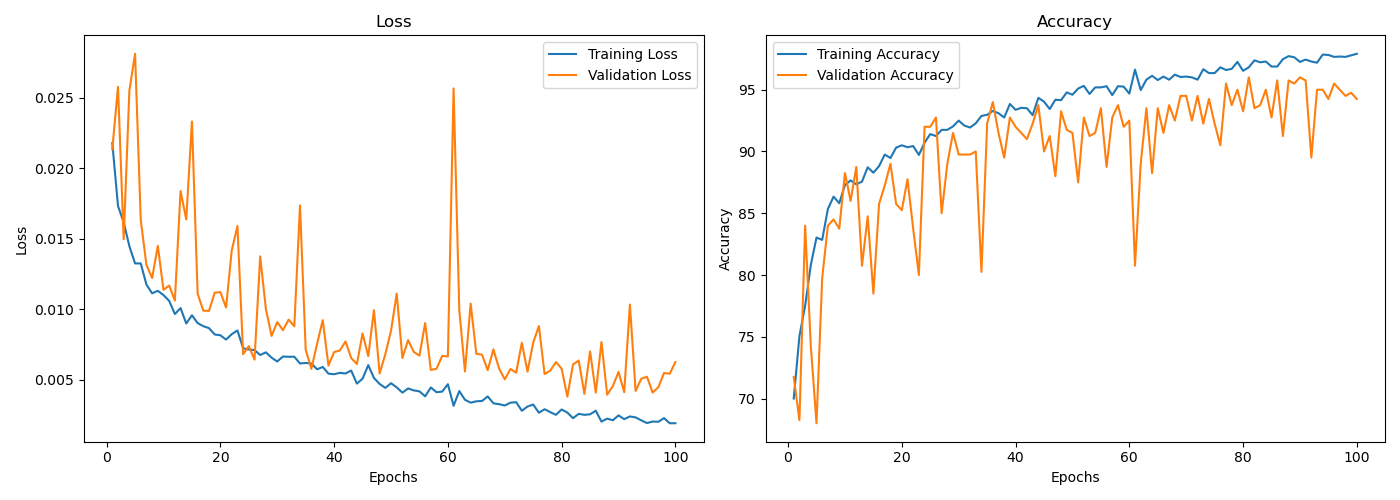 Loss
Training Loss
Validation Loss
0.025
0.020
0.015
0.010
0.005
Loss
0 20 40 60 80 100
Epochs
Accuracy
Training Accuracy
Validation Accuracy
95
90
85
80
75
70
Accuracy
0 20 40 60 80 100
Epochs